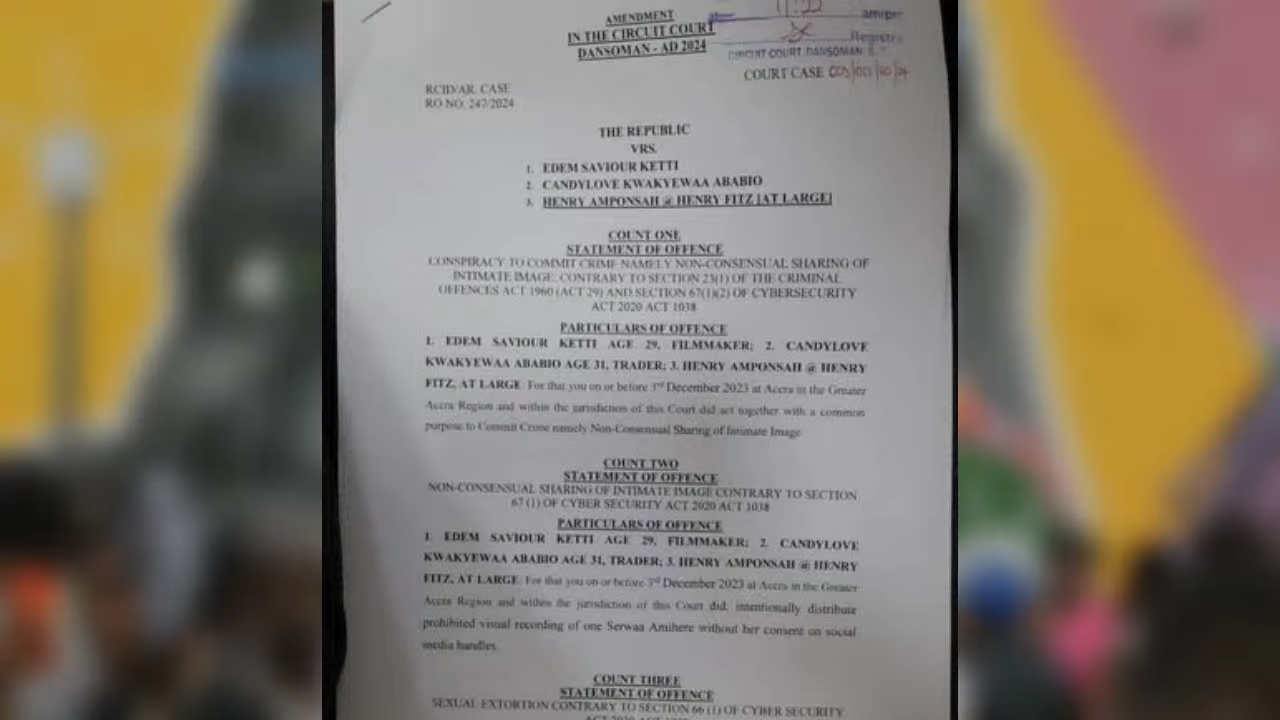 AMENDMENT
IN THE CIRCUIT COURT
DANSOMAN - AD 2024
am/pm
Registr
CIRCUIT COURT, DANSOMAN
COURT CASE
RCID/AR. CASE
RO NO. 247/2024
THE REPUBLIC
VRS.
1. EDEM SAVIOUR KETTI
2. CANDYLOVE KWAKYEWAA ABABIO
3. HENRY AMPONSAH @ HENRY FITZ [AT LARGE]
COUNT ONE
STATEMENT OF OFFENCE
CONSPIRACY TO COMMIT CRIME NAMELY NON-CONSENSUAL SHARING OF
INTIMATE IMAGE: CONTRARY TO SECTION 23(1) OF THE CRIMINAL
OFFENCES ACT 1960 (ACT 29) AND SECTION 67(1)(2) OF CYBERSECURITY
ACT 2020 ACT 1038
PARTICULARS OF OFFENCE
1. EDEM SAVIOUR KETTI AGE 29, FILMMAKER; 2. CANDYLOVE
KWAKYEWAA ABABIO AGE 31, TRADER; 3. HENRY AMPONSAH @ HENRY
FITZ, AT LARGE: For that you on or before 3rd December 2023 at Accra in the Greater
Accra Region and within the jurisdiction of this Court did act together with a common
purpose to Commit Crime namely Non-Consensual Sharing of Intimate Image.
COUNT TWO
STATEMENT OF OFFENCE
NON-CONSENSUAL SHARING OF INTIMATE IMAGE CONTRARY TO SECTION
67 (1) OF CYBER SECURITY ACT 2020 ACT 1038
PARTICULARS OF OFFENCE
1. EDEM SAVIOUR KETTI AGE 29, FILMMAKER; 2. CANDYLOVE
KWAKYEWAA ABABIO AGE 31, TRADER; 3. HENRY AMPONSAH @ HENRY
FITZ, AT LARGE: For that you on or before 3rd December 2023 at Accra in the Greater
Accra Region and within the jurisdiction of this Court did, intentionally distribute
prohibited visual recording of one Serwaa Amihere without her consent on social
media handles.
COUNT THREE
STATEMENT OF OFFENCE
SEXUAL EXTORTION CONTRARY TO SECTION 66 (1) OF CYBER SECURITY